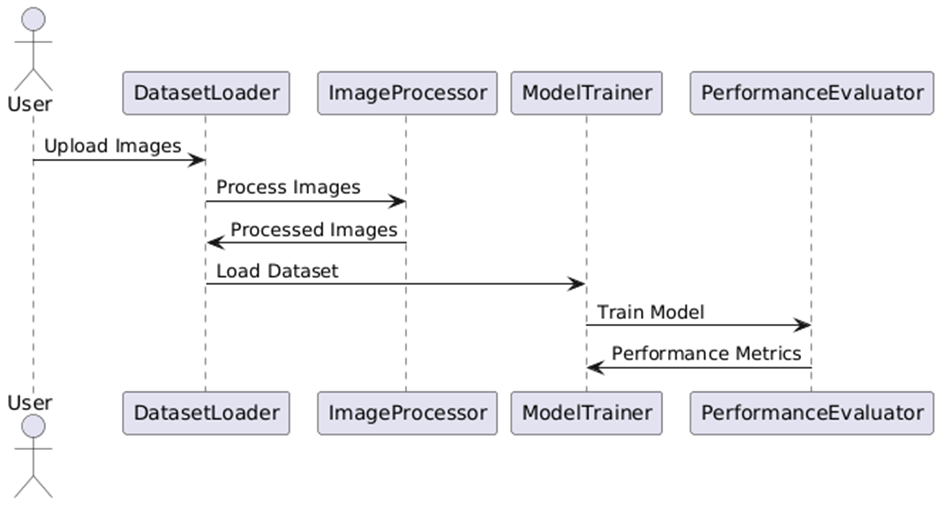 User
DatasetLoader
ImageProcessor
ModelTrainer
PerformanceEvaluator
Upload Images
Process Images
Processed Images
Load Dataset
Train Model
Performance Metrics
User
DatasetLoader
ImageProcessor
ModelTrainer
PerformanceEvaluator